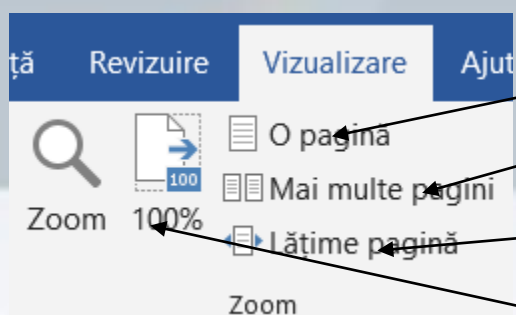 ță Revizuire Vizualizare Ajut
O pagină
Mai multe pagini
Lățime pagină
100
Zoom 100%
Zoom